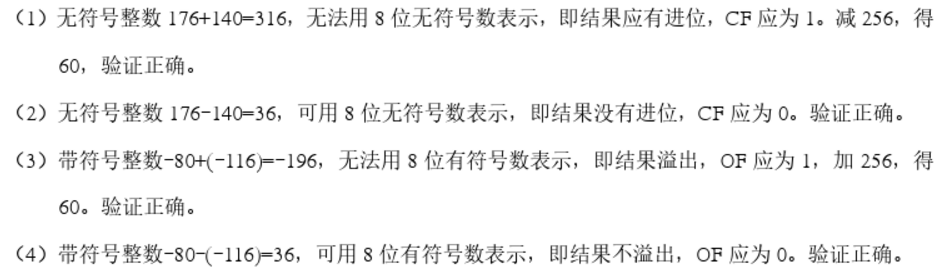 （1）无符号整数 176+140=316，无法用 8 位无符号数表示，即结果应有进位，CF 应为 1。减 256，得
60，验证正确。
（2）无符号整数 176-140=36，可用 8 位无符号数表示，即结果没有进位，CF 应为 0。验证正确。
（3）带符号整数-80+(-116)=-196，无法用 8 位有符号数表示，即结果溢出，OF 应为 1，加 256，得
60。验证正确。
（4）带符号整数-80-(-116)=36，可用 8 位有符号数表示，即结果不溢出，OF 应为 0。验证正确。